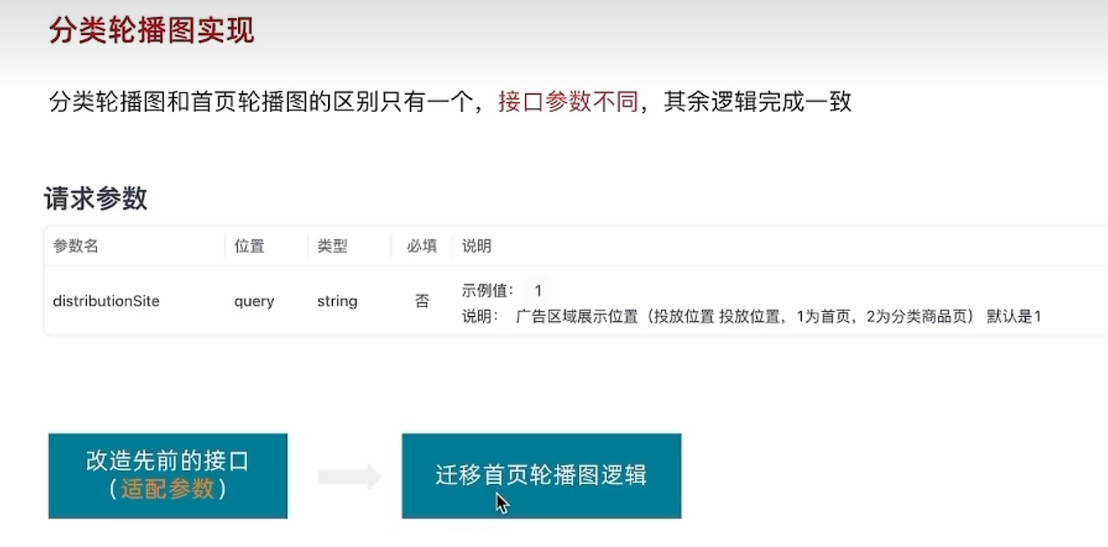 分类轮播图实现
分类轮播图和首页轮播图的区别只有一个，接口参数不同，其余逻辑完成一致
请求参数
参数名 位置 类型 必填 说明
distributionSite query string 否 示例值： 1
说明： 广告区域展示位置（投放位置 投放位置，1为首页，2为分类商品页） 默认是1
改造先前的接口
（适配参数）
迁移首页轮播图逻辑